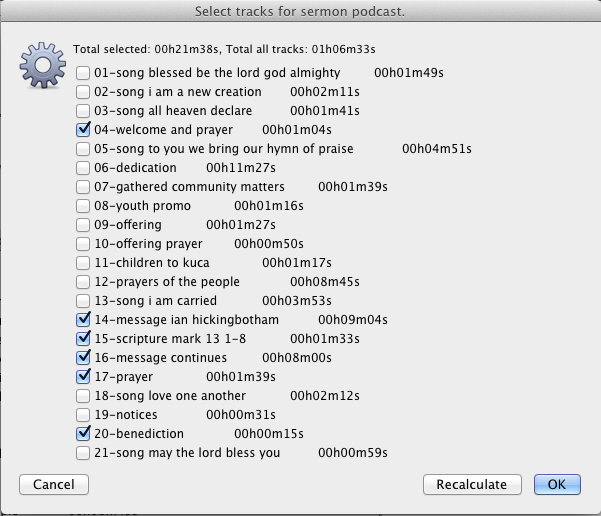 Select tracks for sermon podcast.
Total selected: 00h21m38s, Total all tracks: 01h06m33s
01-song blessed be the lord god almighty 00h01m49s
02-song i am a new creation 00h02m11s
03-song all heaven declare 00h01m41s
04-welcome and prayer 00h01m04s
05-song to you we bring our hymn of praise 00h04m51s
06-dedication 00h11m27s
07-gathered community matters 00h01m39s
08-youth promo 00h01m16s
09-offering 00h01m27s
10-offering prayer 00h00m50s
11-children to kuca 00h01m17s
12-prayers of the people 00h08m45s
13-song i am carried 00h03m53s
14-message ian hickingbotham 00h09m04s
15-scripture mark 13 1-8 00h01m33s
16-message continues 00h08m00s
17-prayer 00h01m39s
18-song love one another 00h02m12s
19-notices 00h00m31s
20-benediction 00h00m15s
21-song may the lord bless you 00h00m59s
Cancel Recalculate OK